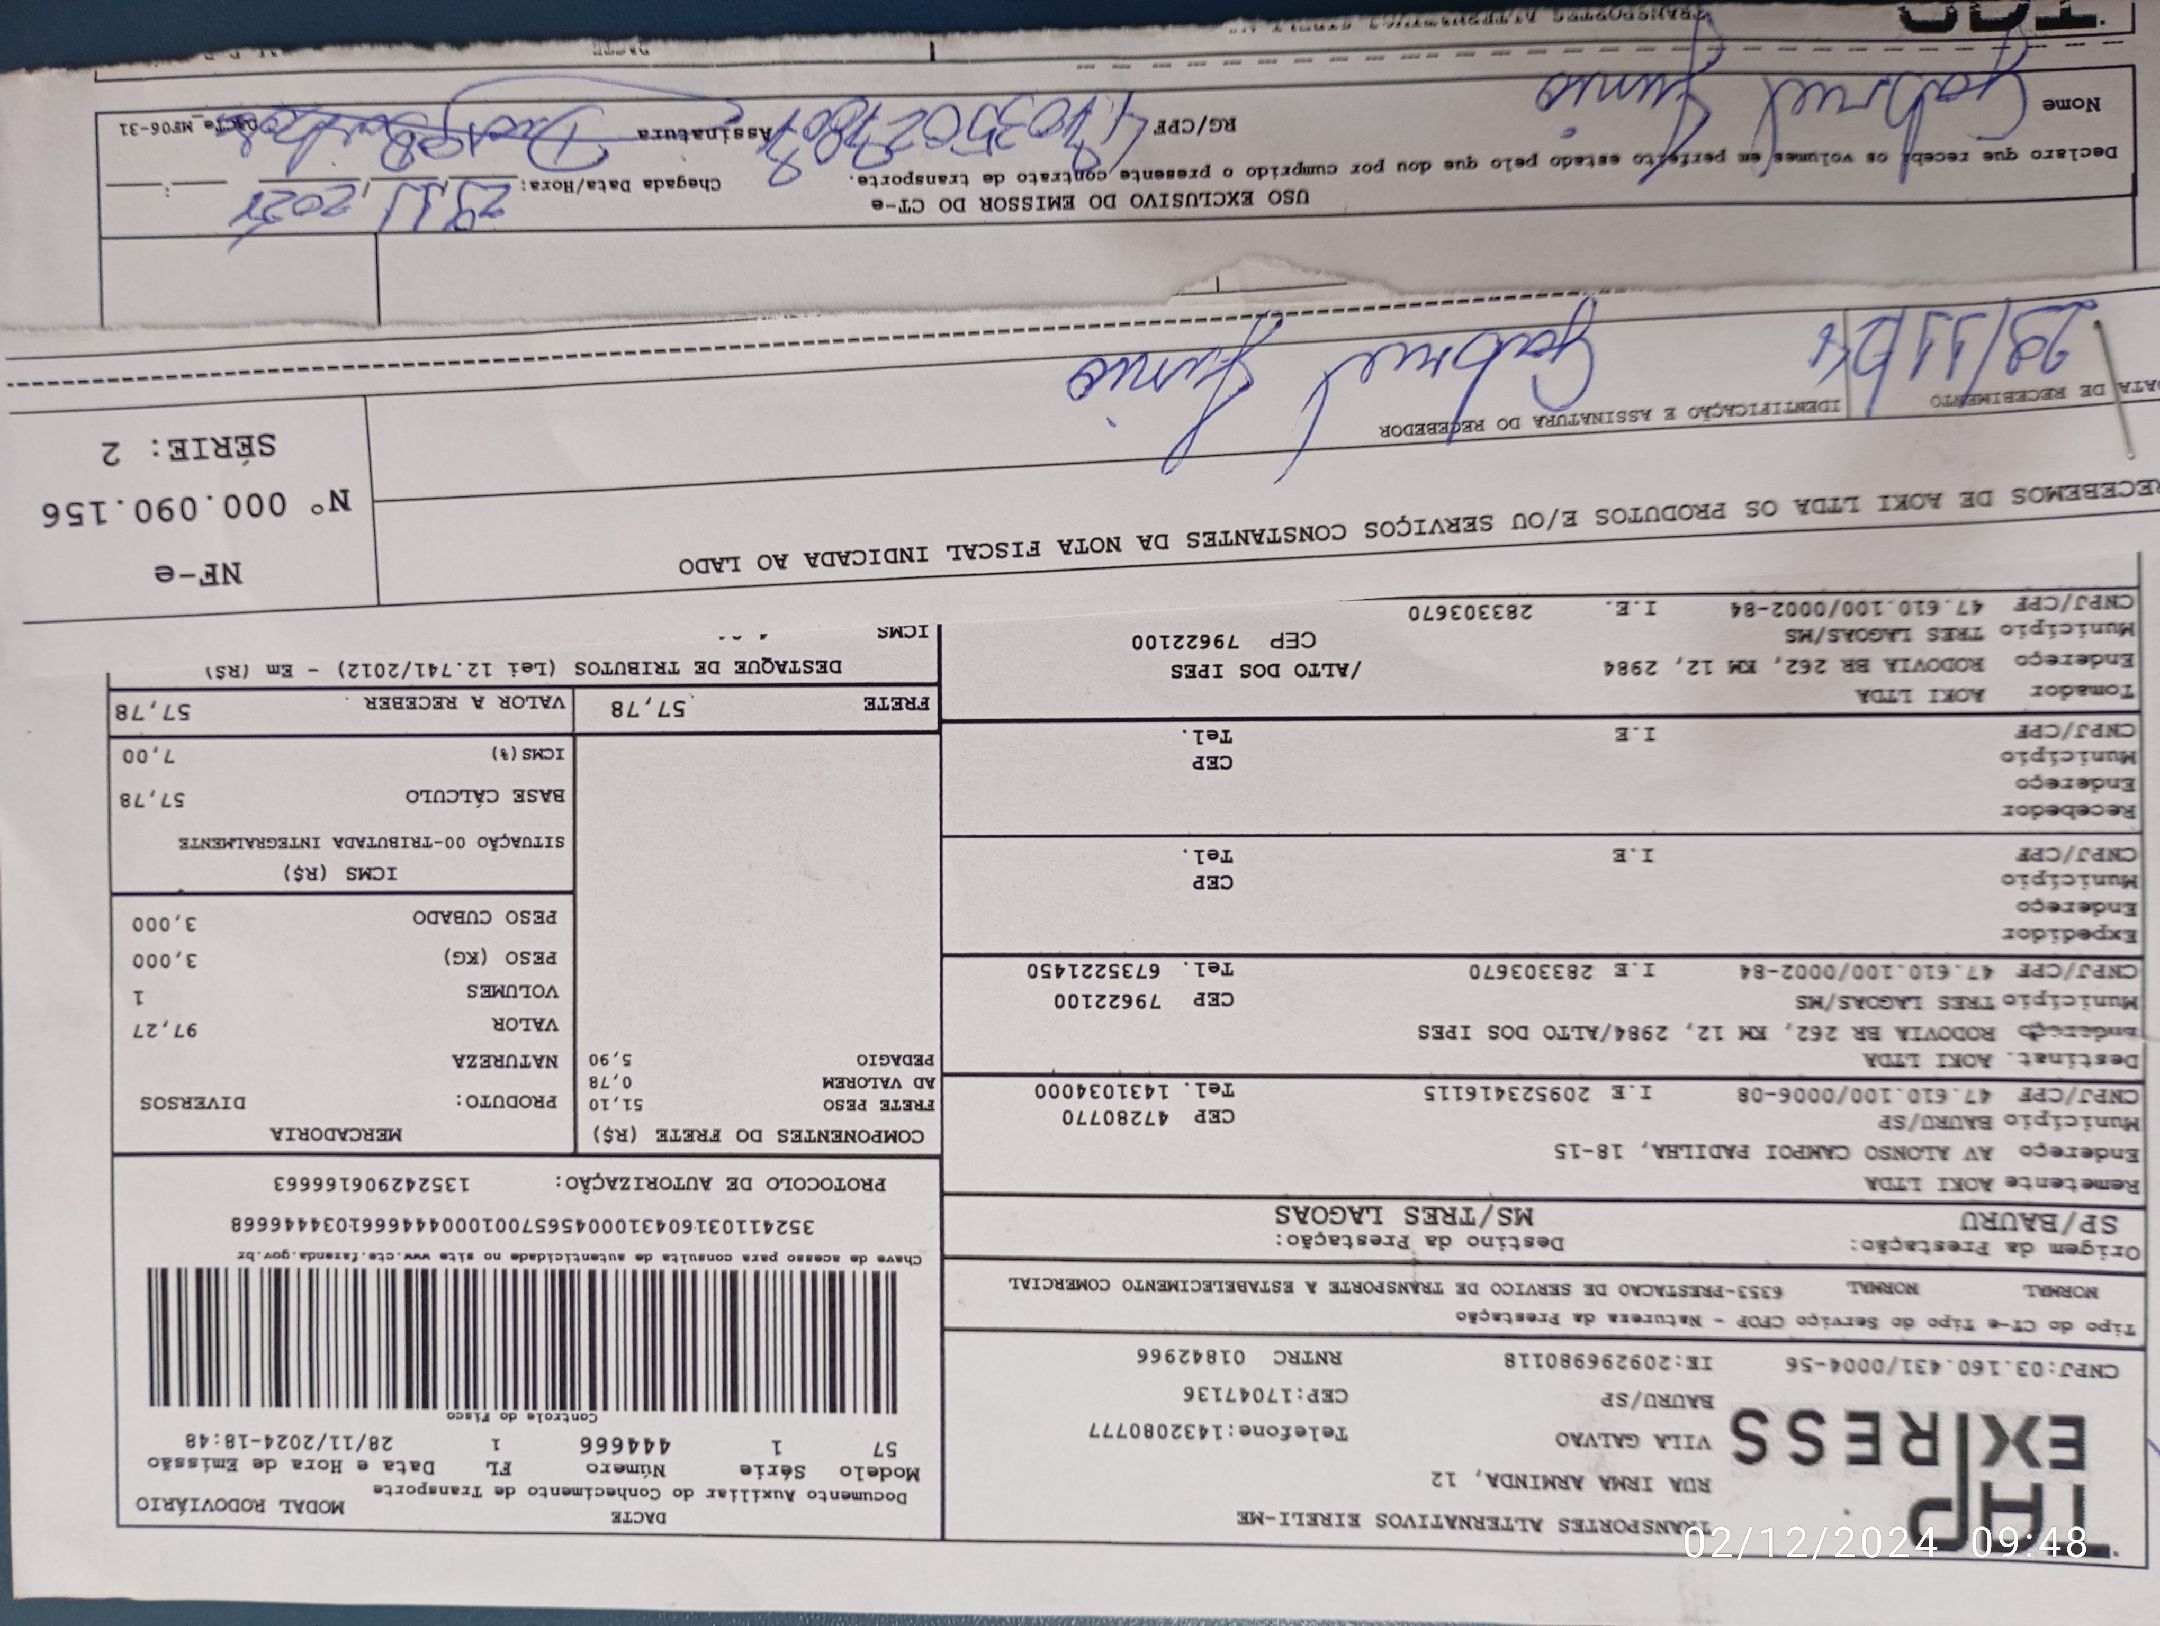 THP EXPRESS
TRANSPORTES ALTERNATIVOS EIRELI-ME
RUA IRMA ARMINDA, 12
VILA GALVAO Telefone:1432080777
BAURU/SP CEP:17047136
CNPJ:03.160.431/0004-56 IE:209296980118 RNTRC 01842966
DACTE MODAL RODOVIÁRIO
Documento Auxiliar do Conhecimento de Transporte
Modelo Série Número FL Data e Hora de Emissão
57 1 444666 1 28/11/2024-18:48
Controle do Fisco
Chave de acesso para consulta de autenticidade no site www.cte.fazenda.gov.br
35241103160431000456570010004446661034446668
PROTOCOLO DE AUTORIZAÇÃO: 135242906166663
Tipo do CT-e Tipo do Serviço CFOP - Natureza da Prestação
NORMAL NORMAL 6353-PRESTACAO DE SERVICO DE TRANSPORTE A ESTABELECIMENTO COMERCIAL
Origem da Prestação: Destino da Prestação:
SP/BAURU MS/TRES LAGOAS
Remetente AOKI LTDA
Endereço AV ALONSO CAMPOI PADILHA, 18-15
Município BAURU/SP CEP 47280770
CNPJ/CPF 47.610.100/0006-08 I.E 209523416115 Tel. 1431034000
Destinat. AOKI LTDA
Endereço RODOVIA BR 262, KM 12, 2984/ALTO DOS IPES
Município TRES LAGOAS/MS CEP 79622100
CNPJ/CPF 47.610.100/0002-84 I.E 283303670 Tel. 6735221450
Expedidor
Endereço
Município CEP
CNPJ/CPF I.E Tel.
Recebedor
Endereço
Município CEP
CNPJ/CPF I.E Tel.
Tomador AOKI LTDA
Endereço RODOVIA BR 262, KM 12, 2984 /ALTO DOS IPES
Município TRES LAGOAS/MS CEP 79622100
CNPJ/CPF 47.610.100/0002-84 I.E. 283303670
COMPONENTES DO FRETE (R$)
FRETE PESO 51,10
AD VALOREM 0,78
PEDAGIO 5,90
MERCADORIA
PRODUTO: DIVERSOS
NATUREZA
VALOR 97,27
VOLUMES 1
PESO (KG) 3,000
PESO CUBADO 3,000
ICMS (R$)
SITUAÇÃO 00-TRIBUTADA INTEGRALMENTE
BASE CÁLCULO 57,78
ICMS(%) 7,00
FRETE 57,78 VALOR A RECEBER 57,78
DESTAQUE DE TRIBUTOS (Lei 12.741/2012) - Em (R$)
ICMS
RECEBEMOS DE AOKI LTDA OS PRODUTOS E/OU SERVIÇOS CONSTANTES DA NOTA FISCAL INDICADA AO LADO
NF-e
Nº 000.090.156
SÉRIE: 2
DATA DE RECEBIMENTO IDENTIFICAÇÃO E ASSINATURA DO RECEBEDOR
29/11/24 Gabriel Junio
USO EXCLUSIVO DO EMISSOR DO CT-e
Chegada Data/Hora: 29,11,2024 :
Declaro que recebi os volumes em perfeito estado pelo que dou por cumprido o presente contrato de transporte.
Nome Gabriel Junio RG/CPF Assinatura
DACTe_MF06-31
TRANSPORTES ALTERNATIVOS EIRELI-ME
DACTE
02/12/2024 09:48